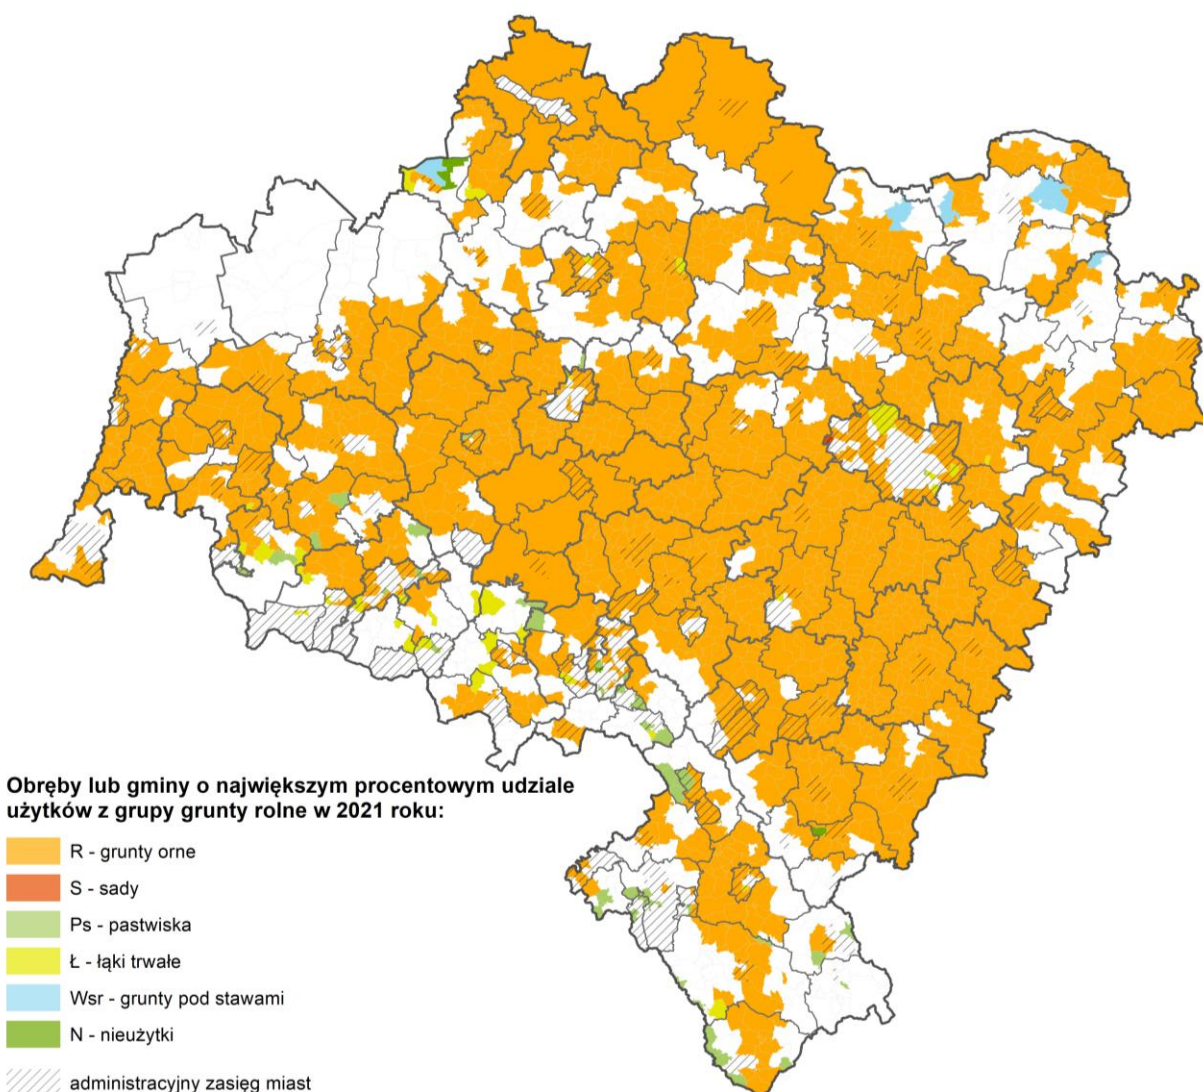 Obręby lub gminy o największym procentowym udziale
użytków z grupy grunty rolne w 2021 roku:
R - grunty orne
S - sady
Ps - pastwiska
Ł - łąki trwałe
Wsr - grunty pod stawami
N - nieużytki
administracyjny zasięg miast